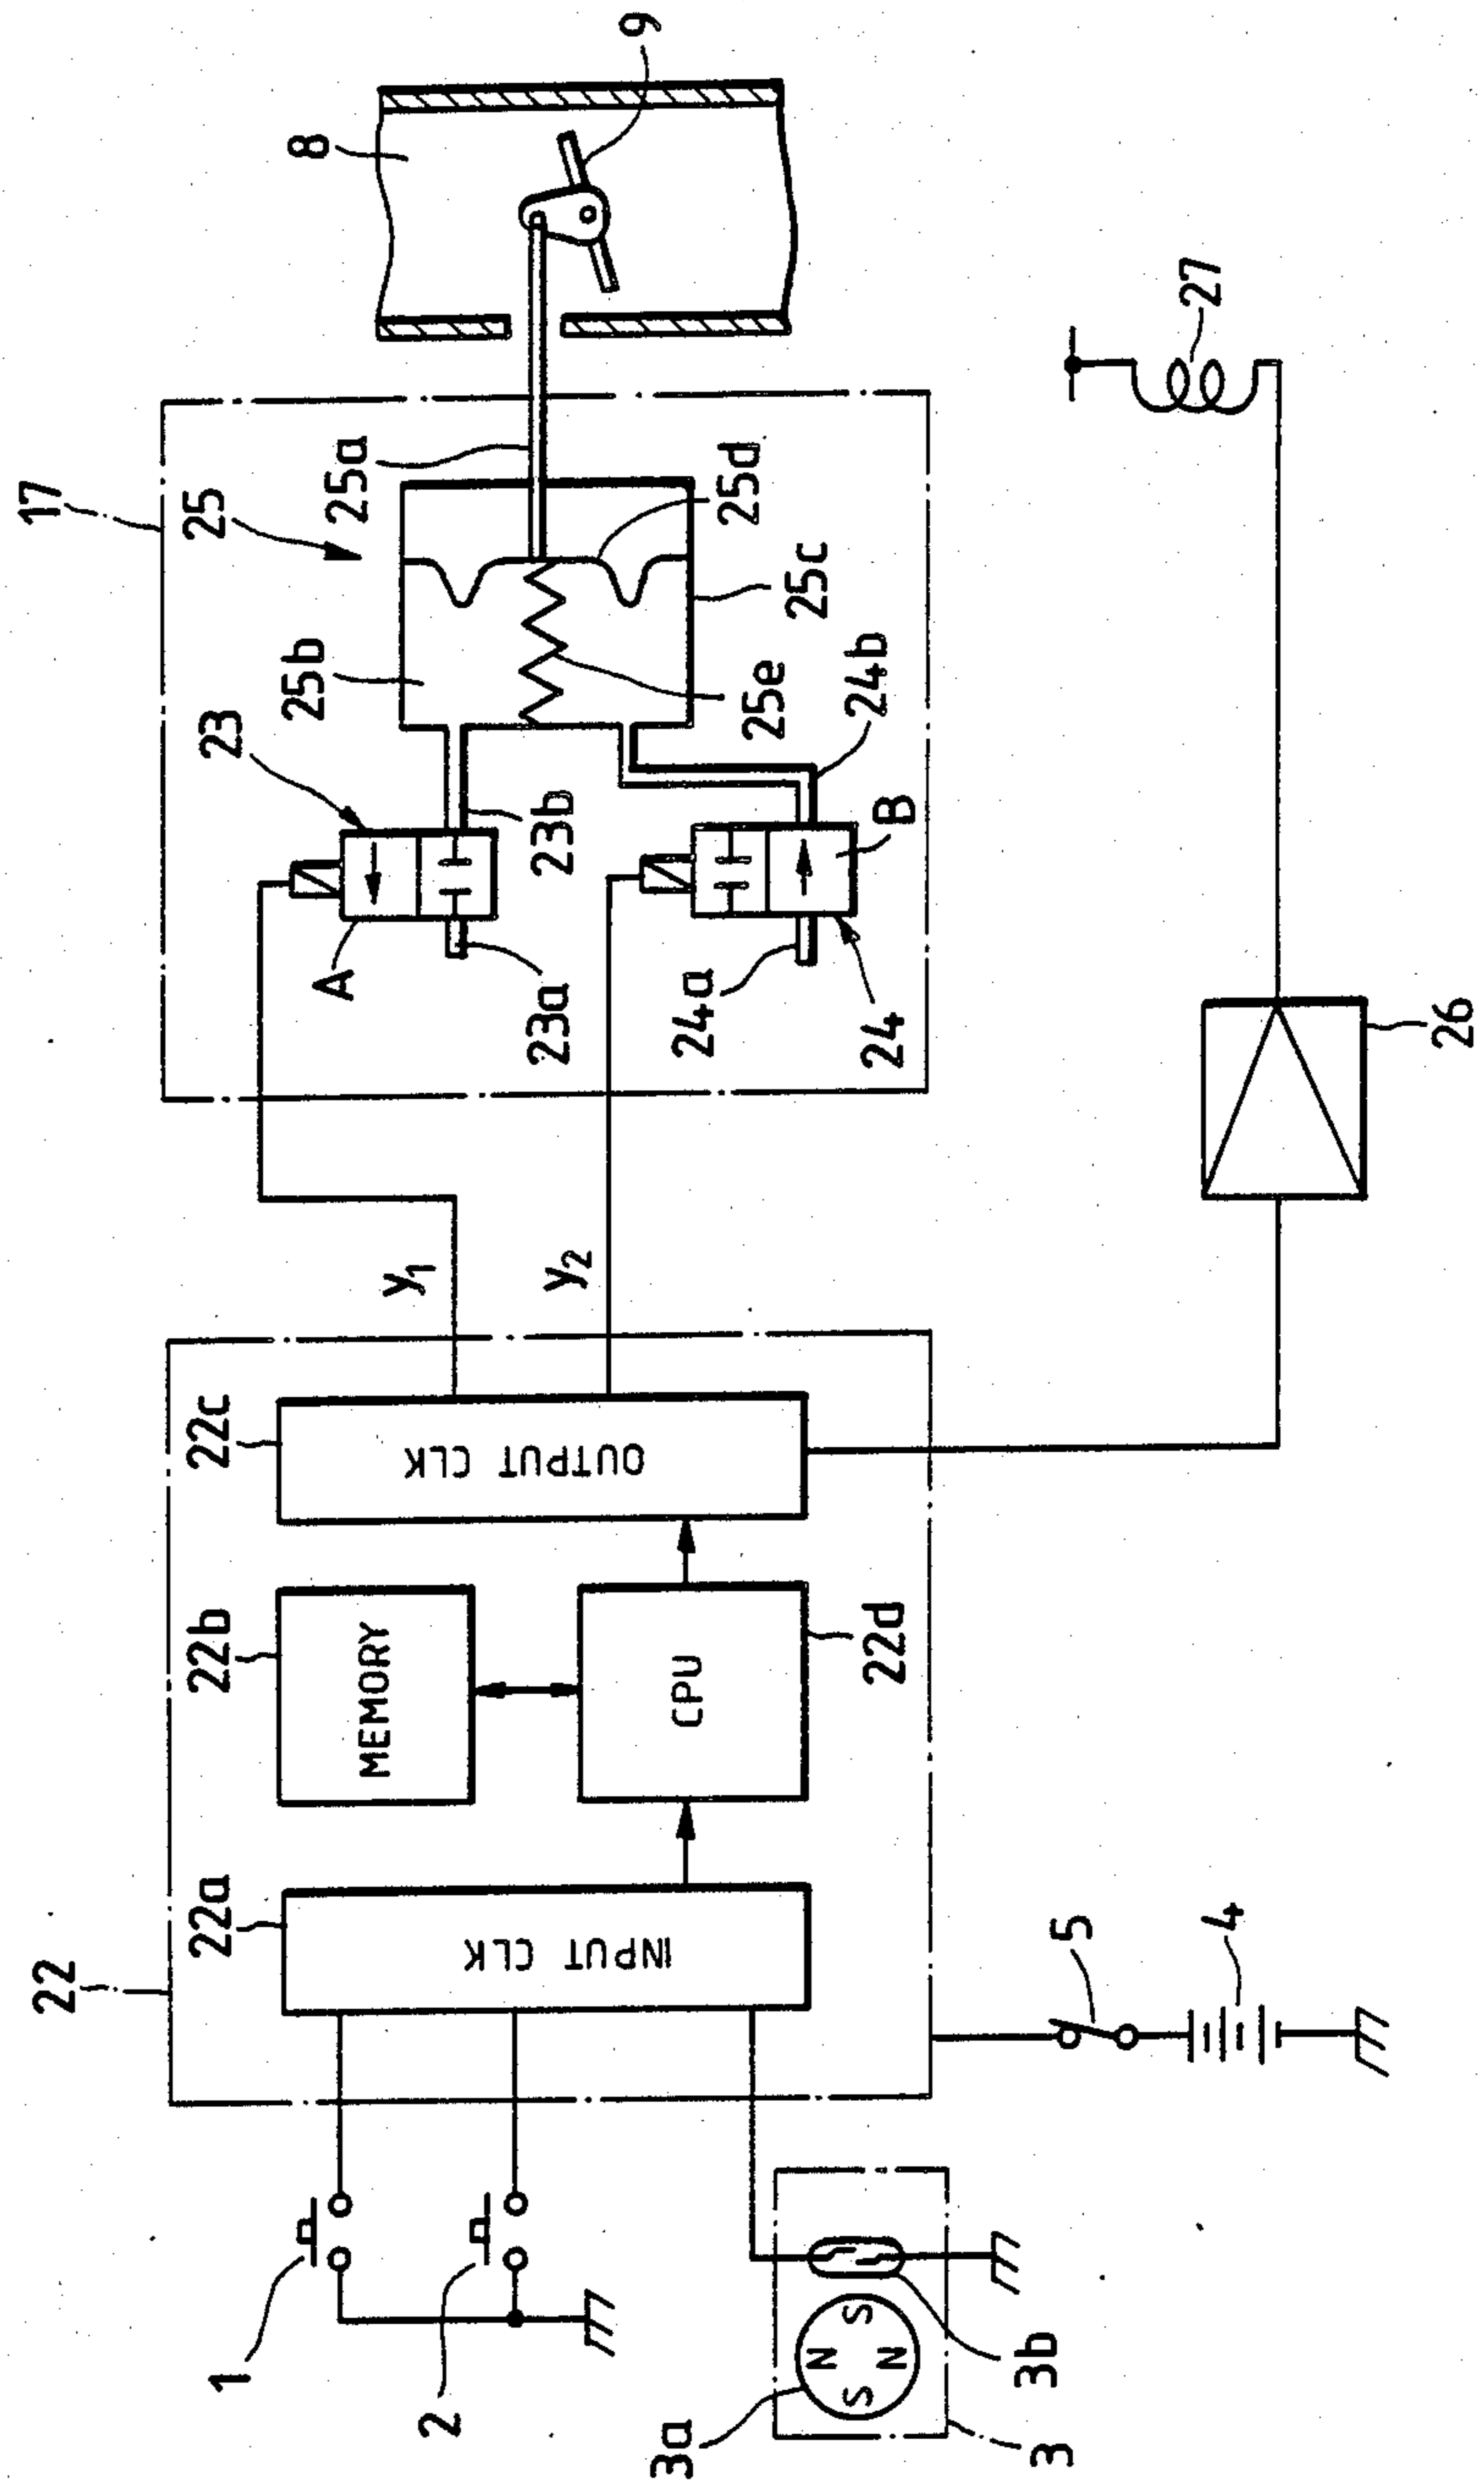 17
25
25a
8
9
23
25b
25d
25c
A
23b
25e
24b
23a
24a
B
24
27
y1
y2
26
22
22a
22b
22c
INPUT CLK
MEMORY
OUTPUT CLK
CPU
22d
1
2
5
4
3a
N
S
S
N
3b
3